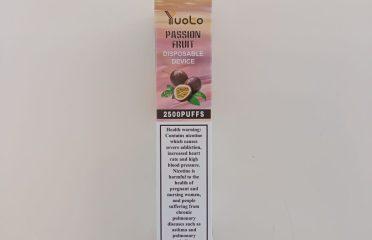 YUOLO
PASSION
FRUIT
DISPOSABLE
DEVICE
2500PUFFS
Health warning:
Contains nicotine
which causes
severe addiction,
increased heart
rate and high
blood pressure.
Nicotine is
harmful to the
health of
pregnant and
nursing women,
and people
suffering from
chronic
pulmonary
diseases such as
asthma and
pulmonary